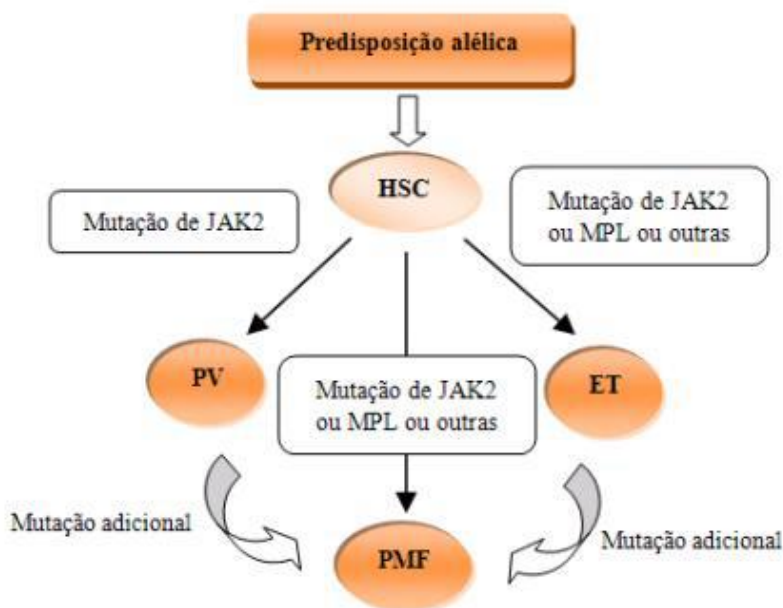 Predisposição alélica
HSC
Mutação de JAK2
Mutação de JAK2
ou MPL ou outras
PV
Mutação de JAK2
ou MPL ou outras
ET
Mutação adicional
PMF
Mutação adicional